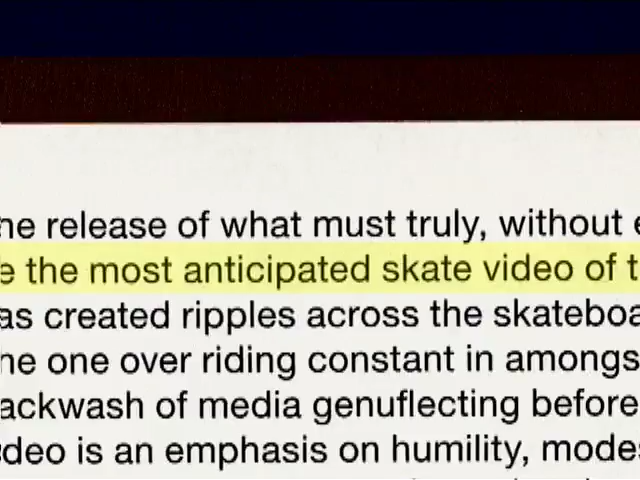 he release of what must truly, without e
e the most anticipated skate video of t
as created ripples across the skateboa
he one over riding constant in amongs
ackwash of media genuflecting before
deo is an emphasis on humility, modes